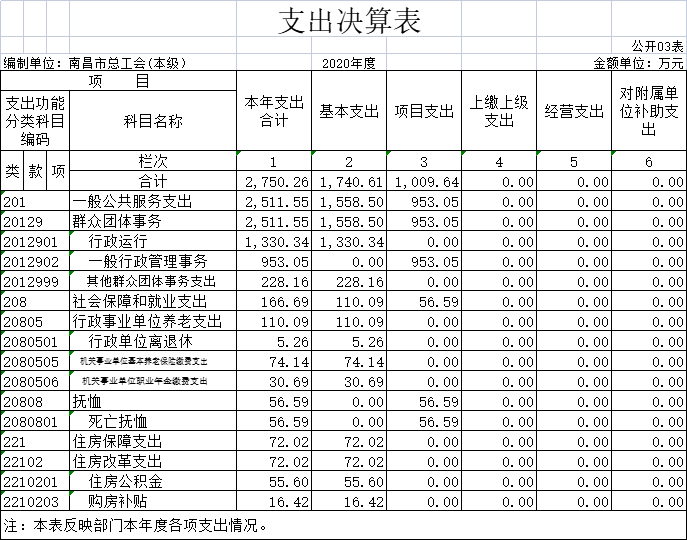 支出决算表
公开03表
编制单位：南昌市总工会(本级） 2020年度 金额单位：万元
项 目 本年支出合计 基本支出 项目支出 上缴上级支出 经营支出 对附属单位补助支出
支出功能分类科目编码 科目名称
类 款 项 栏次 1 2 3 4 5 6
合计 2,750.26 1,740.61 1,009.64 0.00 0.00 0.00
201 一般公共服务支出 2,511.55 1,558.50 953.05 0.00 0.00 0.00
20129 群众团体事务 2,511.55 1,558.50 953.05 0.00 0.00 0.00
2012901 行政运行 1,330.34 1,330.34 0.00 0.00 0.00 0.00
2012902 一般行政管理事务 953.05 0.00 953.05 0.00 0.00 0.00
2012999 其他群众团体事务支出 228.16 228.16 0.00 0.00 0.00 0.00
208 社会保障和就业支出 166.69 110.09 56.59 0.00 0.00 0.00
20805 行政事业单位养老支出 110.09 110.09 0.00 0.00 0.00 0.00
2080501 行政单位离退休 5.26 5.26 0.00 0.00 0.00 0.00
2080505 机关事业单位基本养老保险缴费支出 74.14 74.14 0.00 0.00 0.00 0.00
2080506 机关事业单位职业年金缴费支出 30.69 30.69 0.00 0.00 0.00 0.00
20808 抚恤 56.59 0.00 56.59 0.00 0.00 0.00
2080801 死亡抚恤 56.59 0.00 56.59 0.00 0.00 0.00
221 住房保障支出 72.02 72.02 0.00 0.00 0.00 0.00
22102 住房改革支出 72.02 72.02 0.00 0.00 0.00 0.00
2210201 住房公积金 55.60 55.60 0.00 0.00 0.00 0.00
2210203 购房补贴 16.42 16.42 0.00 0.00 0.00 0.00
注：本表反映部门本年度各项支出情况。